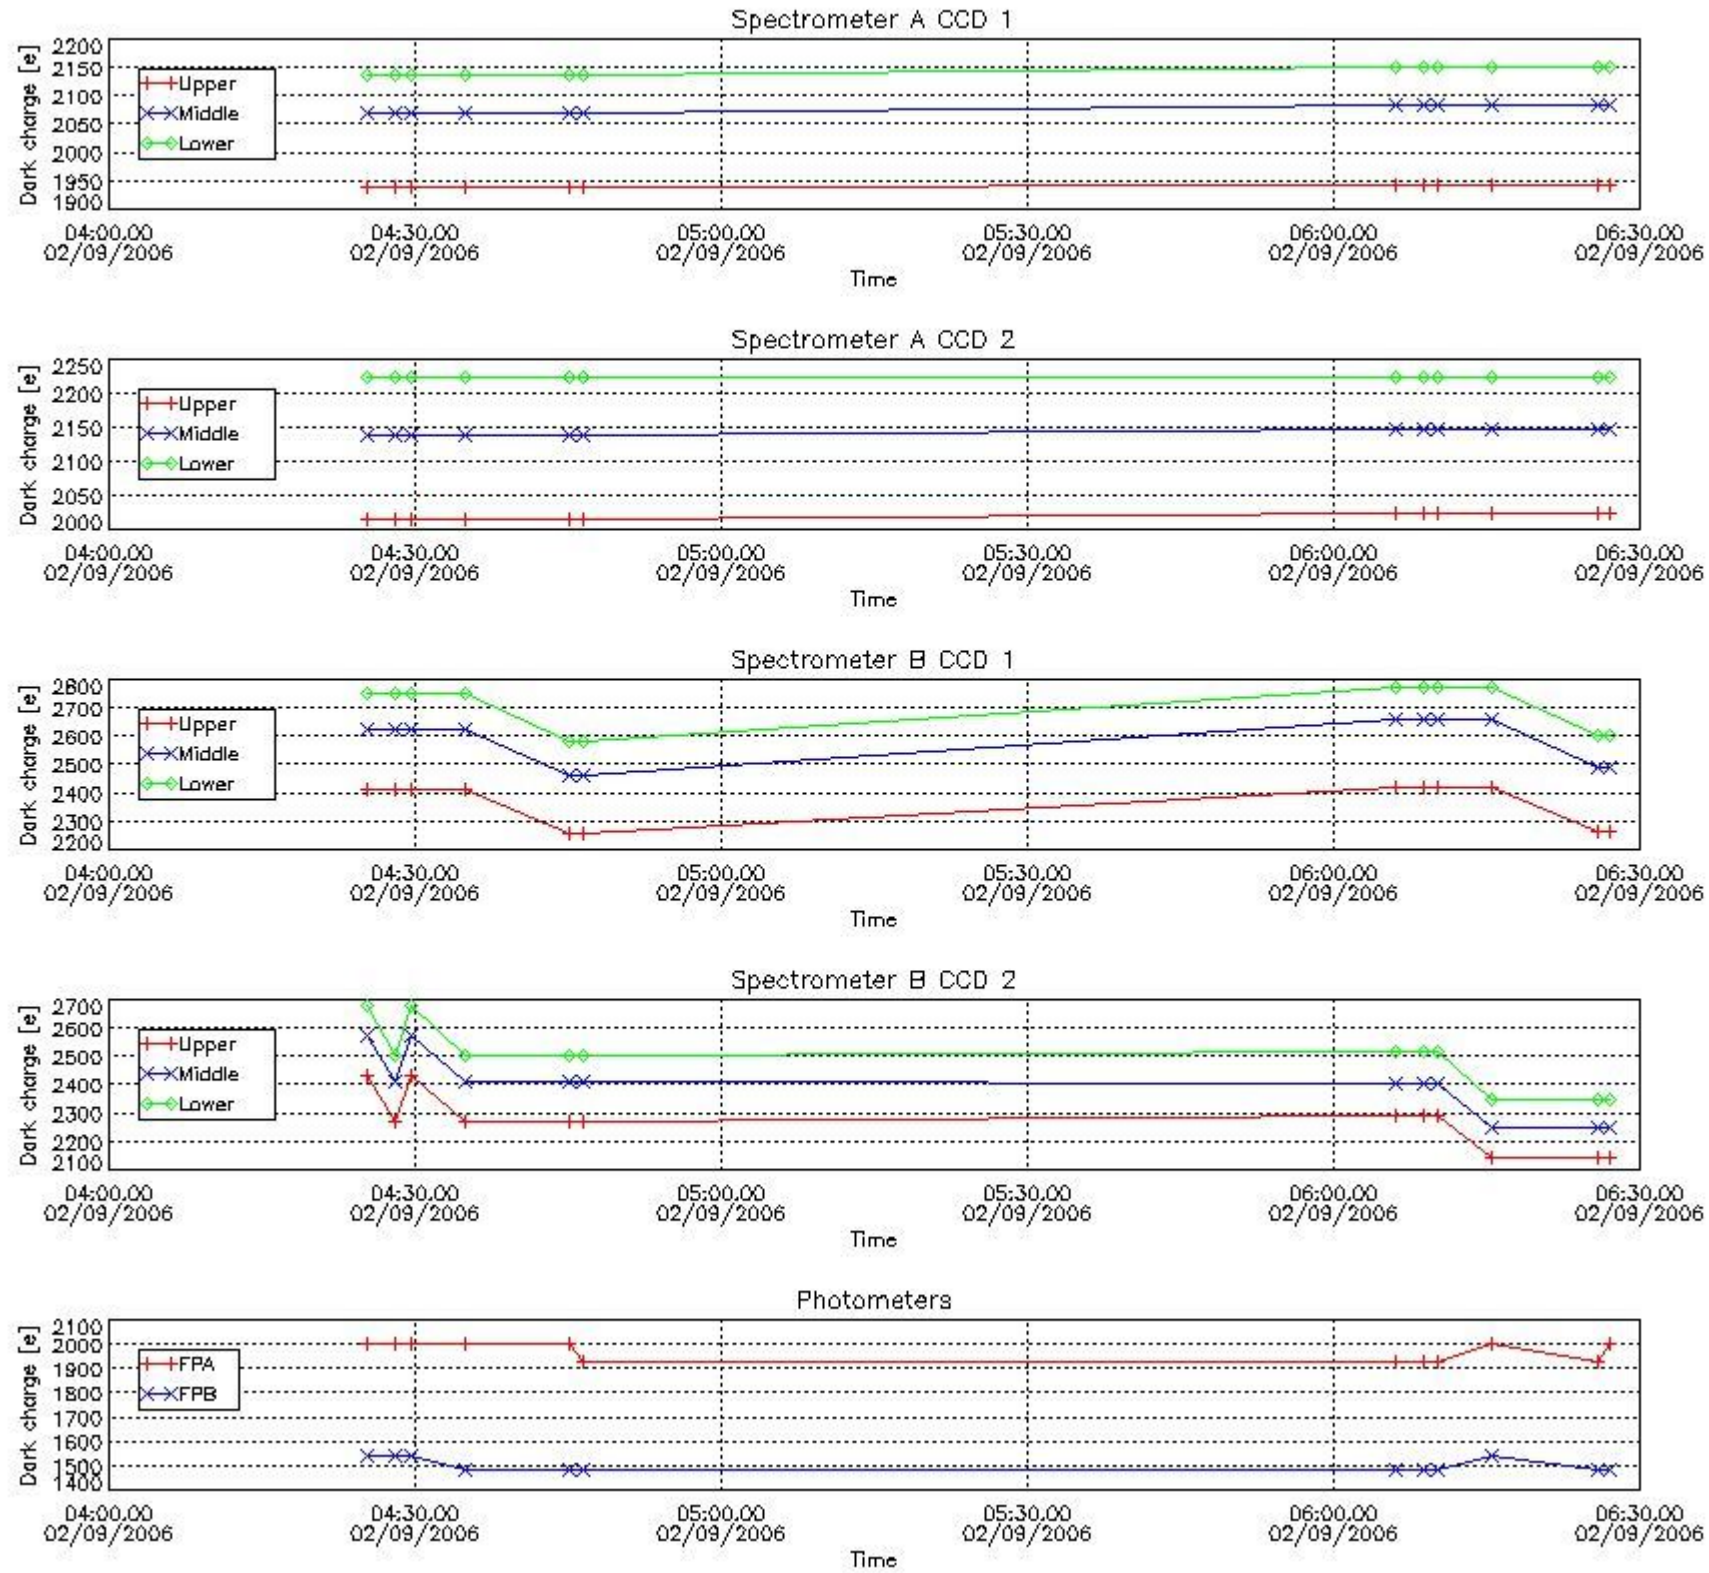 Spectrometer A CCD 1
Dark charge [e]
2200
2150
2100
2050
2000
1950
1900
Upper
Middle
Lower
04:00.00 04:30.00 05:00.00 05:30.00 06:00.00 06:30.00
02/09/2006 02/09/2006 02/09/2006 02/09/2006 02/09/2006 02/09/2006
Time
Spectrometer A CCD 2
Dark charge [e]
2250
2200
2150
2100
2050
2000
Upper
Middle
Lower
04:00.00 04:30.00 05:00.00 05:30.00 06:00.00 06:30.00
02/09/2006 02/09/2006 02/09/2006 02/09/2006 02/09/2006 02/09/2006
Time
Spectrometer B CCD 1
Dark charge [e]
2800
2700
2600
2500
2400
2300
2200
Upper
Middle
Lower
04:00.00 04:30.00 05:00.00 05:30.00 06:00.00 06:30.00
02/09/2006 02/09/2006 02/09/2006 02/09/2006 02/09/2006 02/09/2006
Time
Spectrometer B CCD 2
Dark charge [e]
2700
2600
2500
2400
2300
2200
2100
Upper
Middle
Lower
04:00.00 04:30.00 05:00.00 05:30.00 06:00.00 06:30.00
02/09/2006 02/09/2006 02/09/2006 02/09/2006 02/09/2006 02/09/2006
Time
Photometers
Dark charge [e]
2100
2000
1900
1800
1700
1600
1500
1400
FPA
FPB
04:00.00 04:30.00 05:00.00 05:30.00 06:00.00 06:30.00
02/09/2006 02/09/2006 02/09/2006 02/09/2006 02/09/2006 02/09/2006
Time